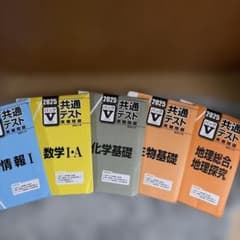 2025
V
共通
テスト
情報Ⅰ
2025
V
共通
テスト
数学Ⅰ・A
2025
V
共通
テスト
化学基礎
2025
V
共通
テスト
生物基礎
2025
V
共通
テスト
地理総合,
地理探究